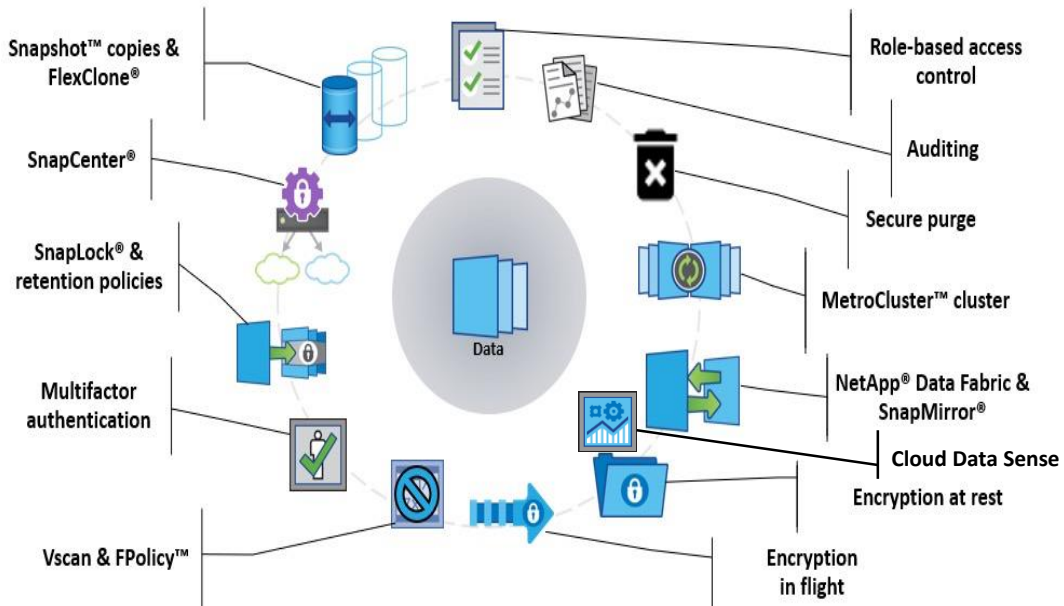 Snapshot™ copies &
FlexClone®
SnapCenter®
SnapLock® &
retention policies
Multifactor
authentication
Vscan & FPolicy™
Data
Role-based access
control
Auditing
Secure purge
MetroCluster™ cluster
NetApp® Data Fabric &
SnapMirror®
Cloud Data Sense
Encryption at rest
Encryption
in flight